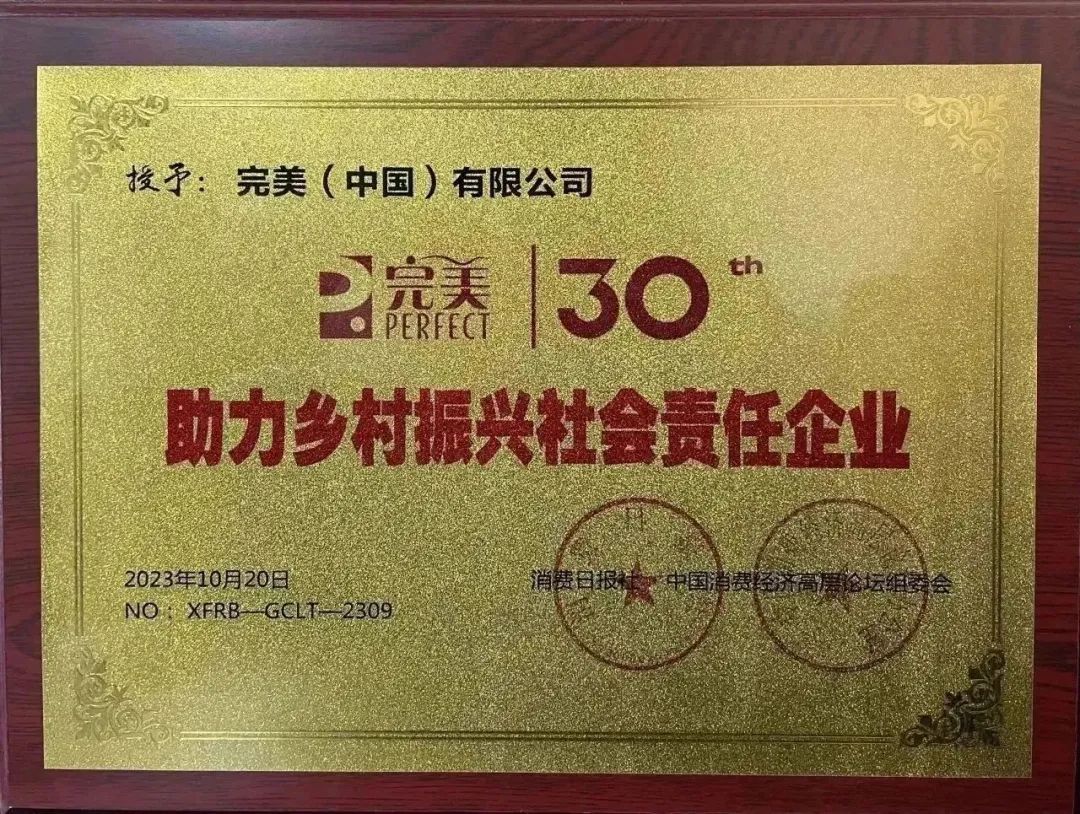 授予：完美（中国）有限公司
完美 PERFECT 30th
助力乡村振兴社会责任企业
2023年10月20日
消费日报社 中国消费经济高层论坛组委会
NO：XFRB—GCLT—2309